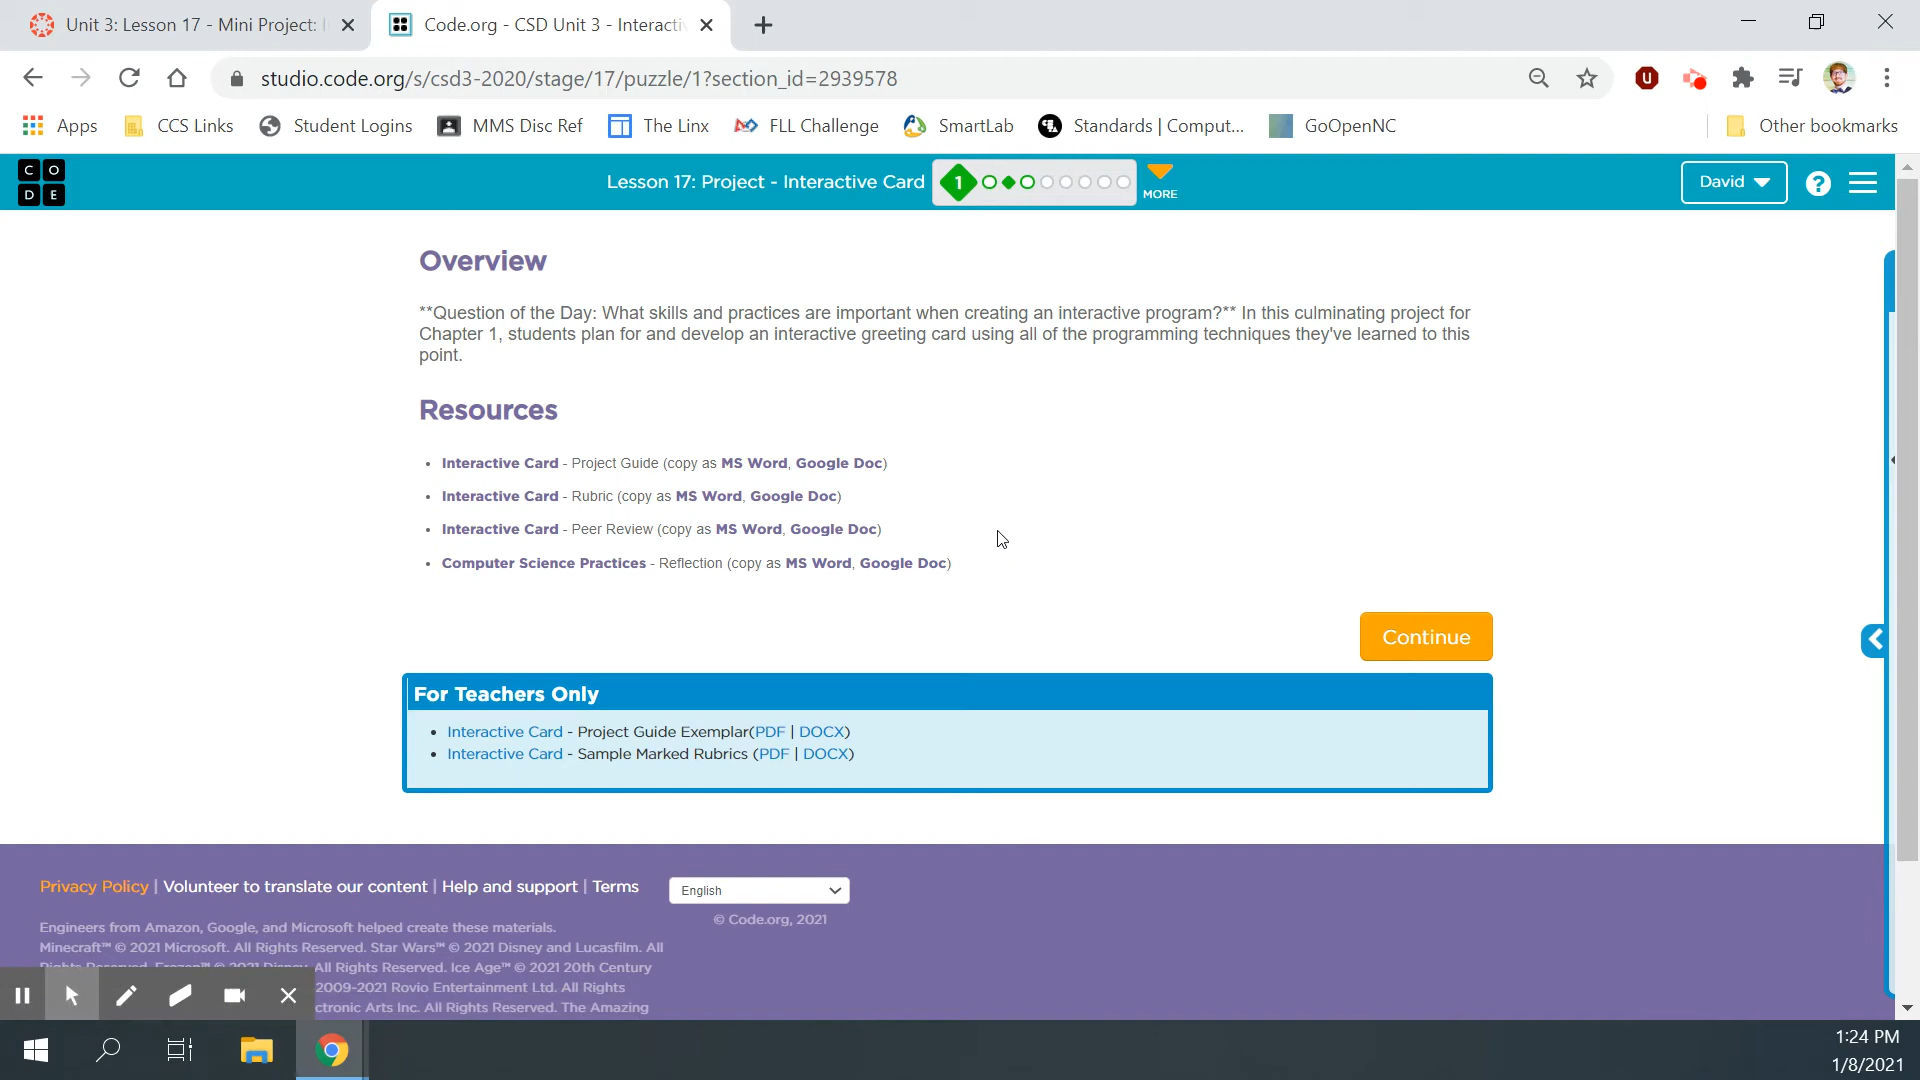 Unit 3: Lesson 17 - Mini Project:
Code.org - CSD Unit 3 - Interacti
studio.code.org/s/csd3-2020/stage/17/puzzle/1?section_id=2939578
Apps
CCS Links
Student Logins
MMS Disc Ref
The Linx
FLL Challenge
SmartLab
Standards | Comput...
GoOpenNC
Other bookmarks
C O
D E
Lesson 17: Project - Interactive Card
1
MORE
David
?
Overview
**Question of the Day: What skills and practices are important when creating an interactive program?** In this culminating project for
Chapter 1, students plan for and develop an interactive greeting card using all of the programming techniques they've learned to this
point.
Resources
• Interactive Card - Project Guide (copy as MS Word, Google Doc)
• Interactive Card - Rubric (copy as MS Word, Google Doc)
• Interactive Card - Peer Review (copy as MS Word, Google Doc)
• Computer Science Practices - Reflection (copy as MS Word, Google Doc)
Continue
For Teachers Only
• Interactive Card - Project Guide Exemplar(PDF | DOCX)
• Interactive Card - Sample Marked Rubrics (PDF | DOCX)
Privacy Policy | Volunteer to translate our content | Help and support | Terms
English
© Code.org, 2021
Engineers from Amazon, Google, and Microsoft helped create these materials.
Minecraft™ © 2021 Microsoft. All Rights Reserved. Star Wars™ © 2021 Disney and Lucasfilm. All
Rights Reserved. Frozen™ © 2021 Disney. All Rights Reserved. Ice Age™ © 2021 20th Century
2009-2021 Rovio Entertainment Ltd. All Rights
ctronic Arts Inc. All Rights Reserved. The Amazing
1:24 PM
1/8/2021